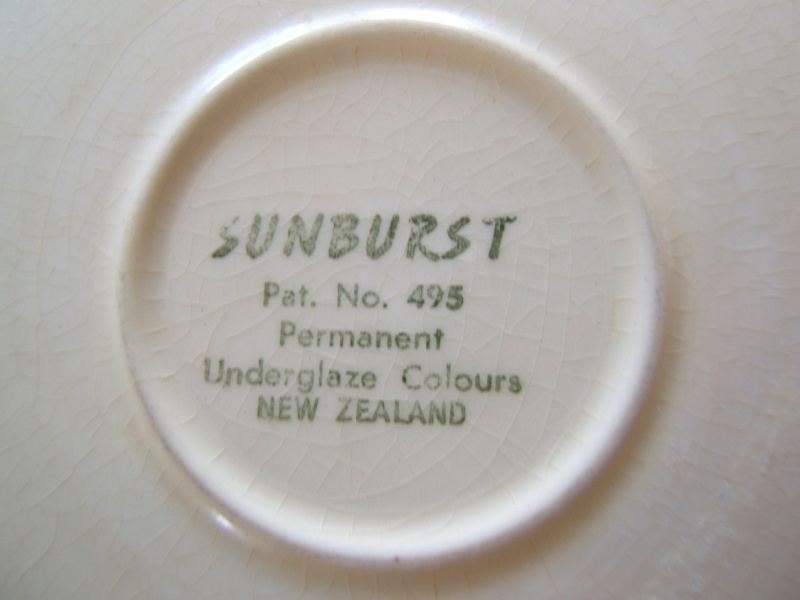 SUNBURST
Pat. No. 495
Permanent
Underglaze Colours
NEW ZEALAND